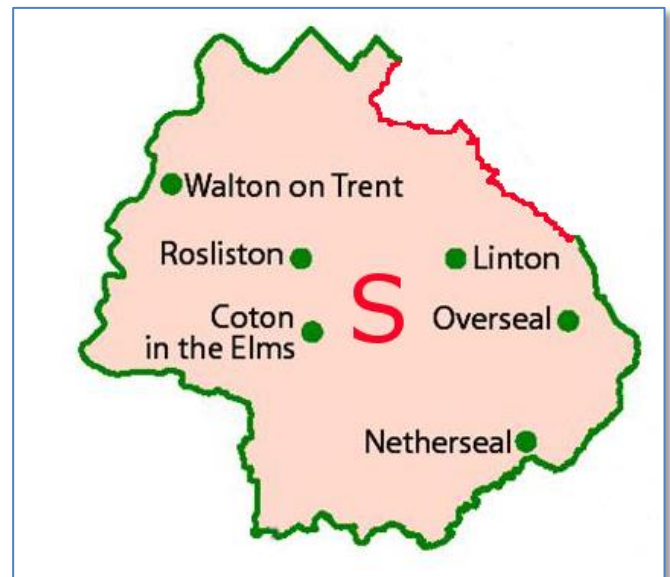 Walton on Trent
Rosliston
Linton
S
Coton
in the Elms
Overseal
Netherseal